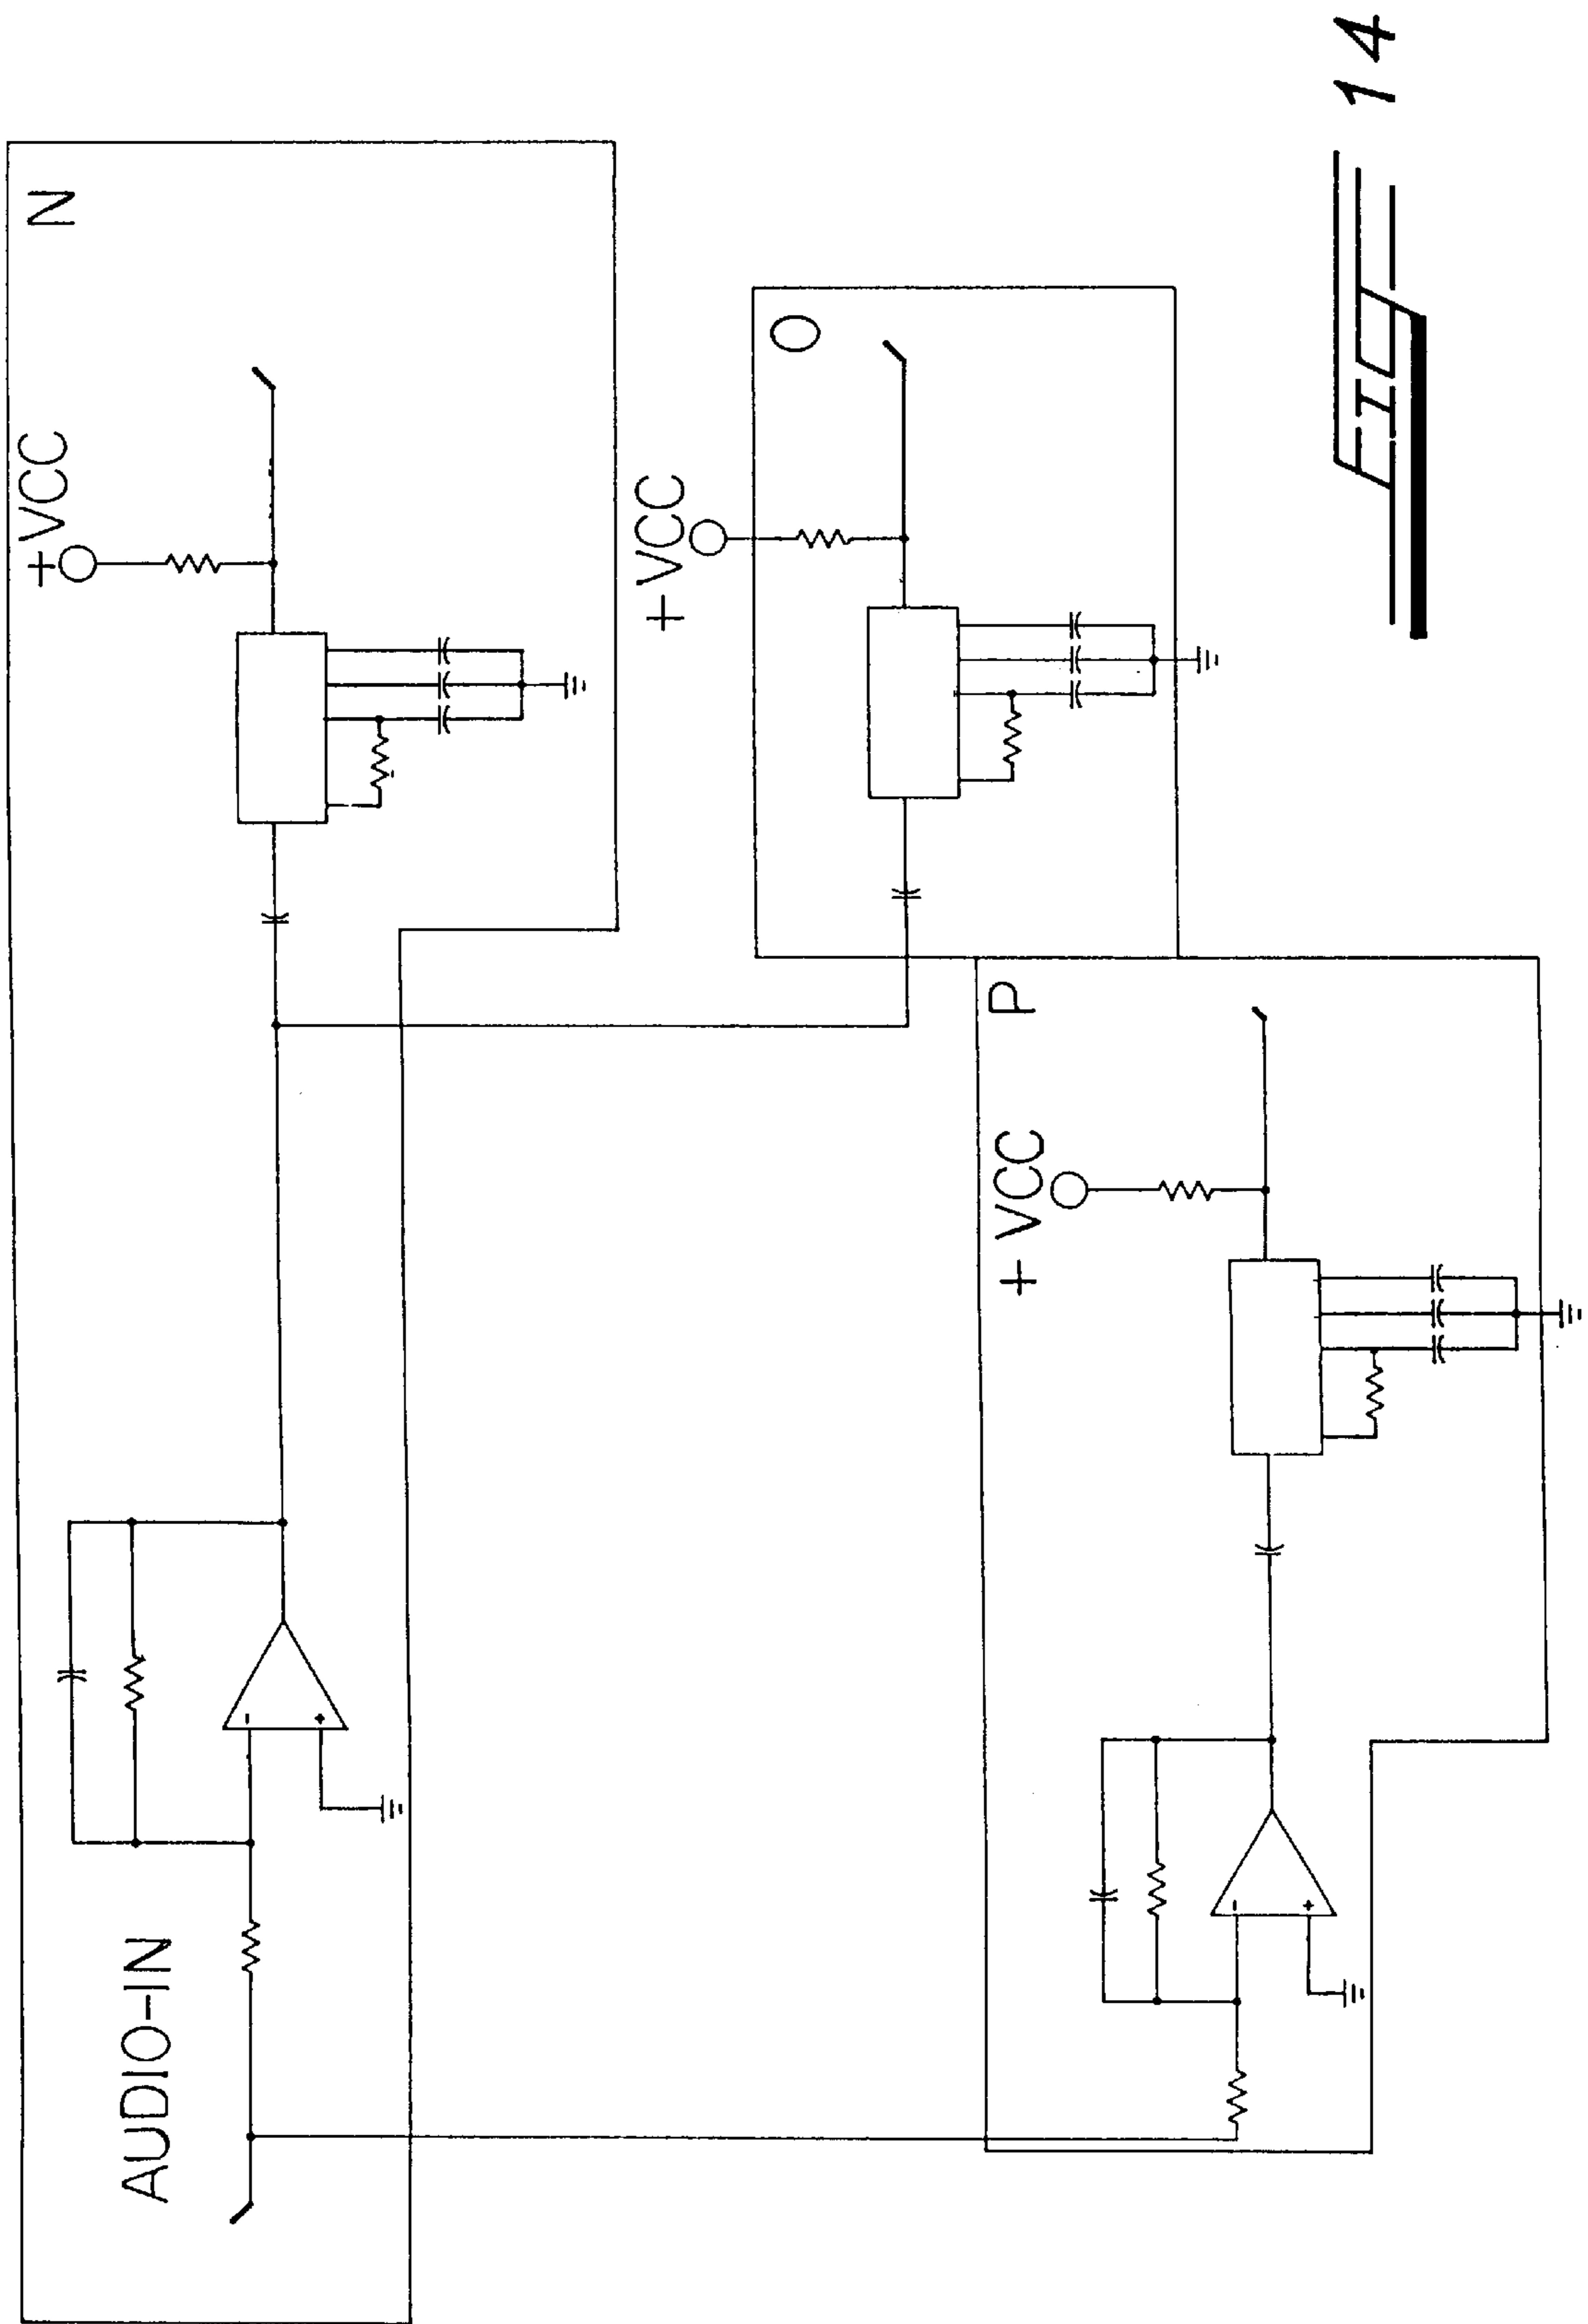 N
+VCC
AUDIO-IN
+VCC
O
P
+VCC
- +
- +
FIG 14